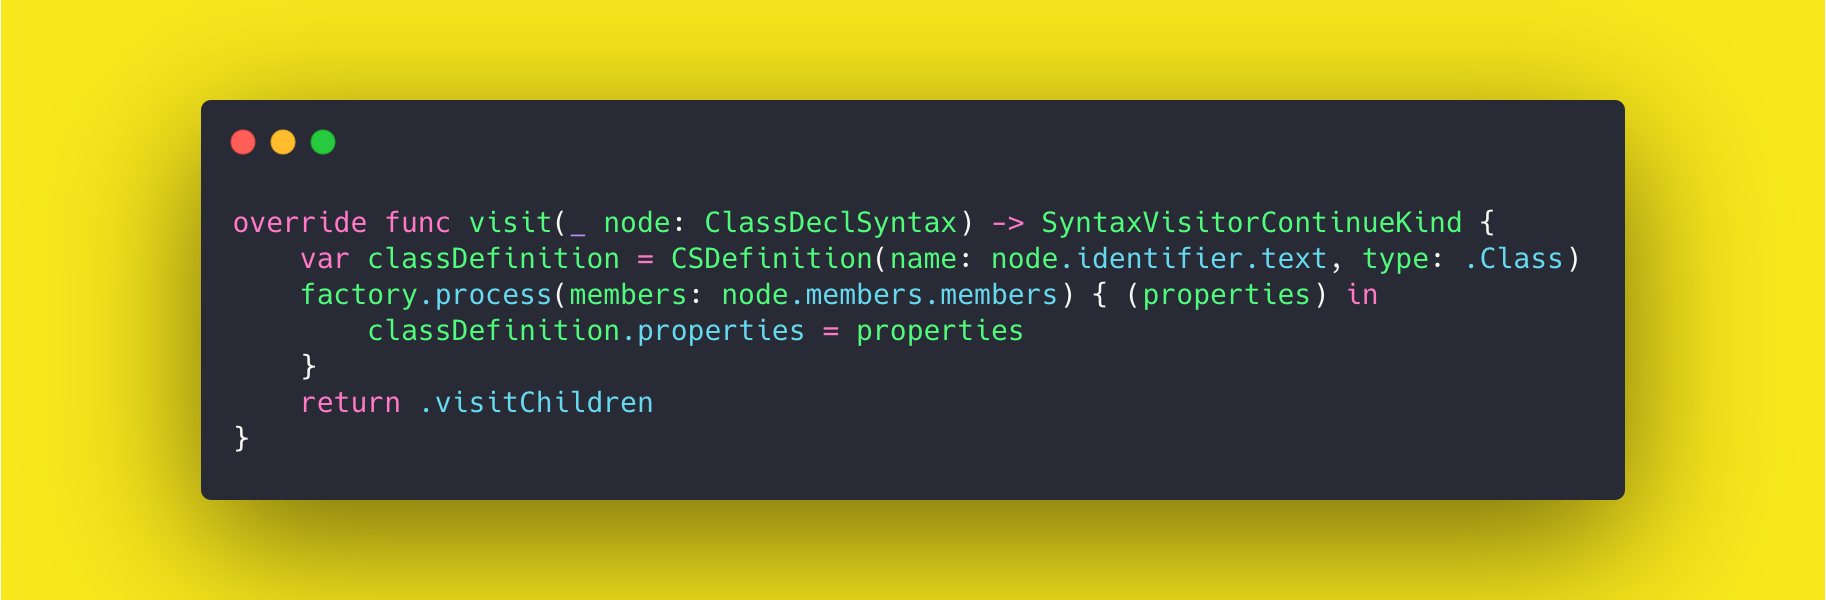 override func visit(_ node: ClassDeclSyntax) -> SyntaxVisitorContinueKind {
    var classDefinition = CSDefinition(name: node.identifier.text, type: .Class)
    factory.process(members: node.members.members) { (properties) in
        classDefinition.properties = properties
    }
    return .visitChildren
}